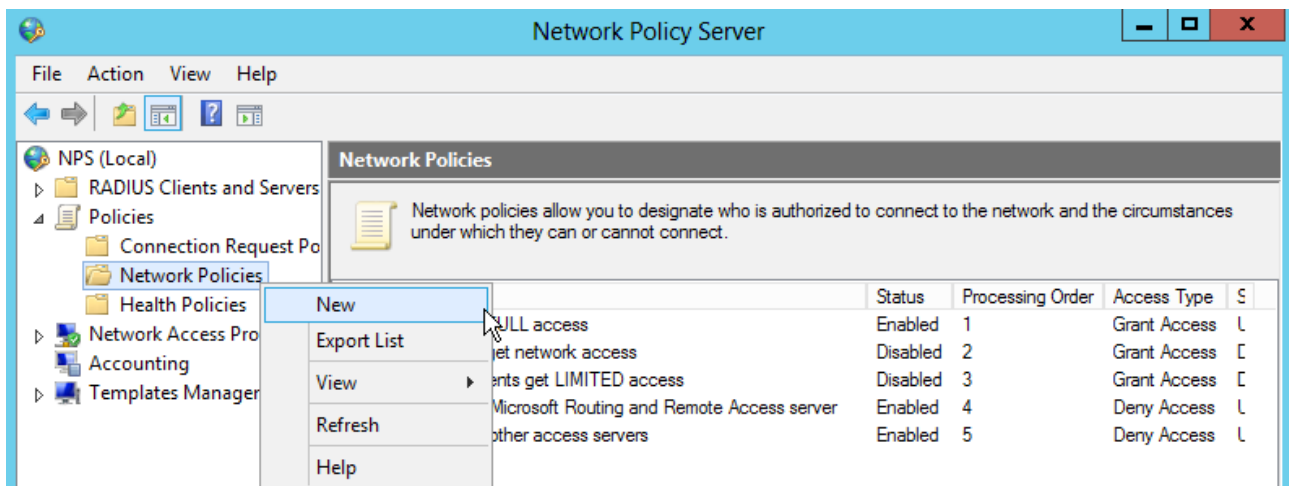 Network Policy Server
File Action View Help
NPS (Local)
RADIUS Clients and Servers
Policies
Connection Request Po
Network Policies
Health Policies
Network Access Pro
Accounting
Templates Manager
New
Export List
View
Refresh
Help
Network Policies
Network policies allow you to designate who is authorized to connect to the network and the circumstances
under which they can or cannot connect.
Status Processing Order Access Type S
ULL access Enabled 1 Grant Access U
et network access Disabled 2 Grant Access D
ents get LIMITED access Disabled 3 Grant Access D
Microsoft Routing and Remote Access server Enabled 4 Deny Access U
other access servers Enabled 5 Deny Access U